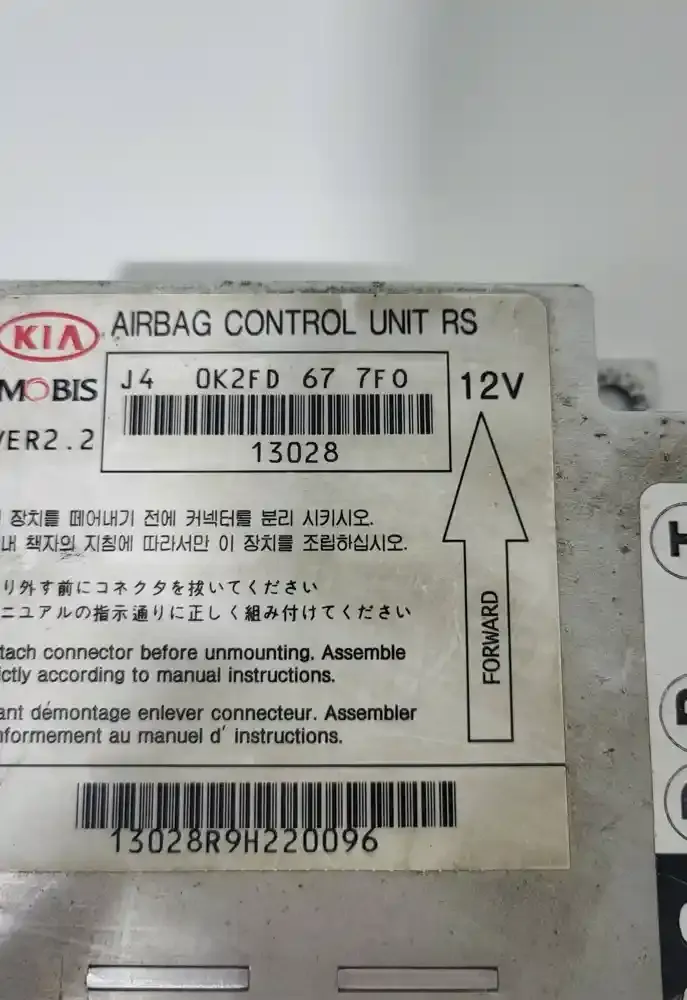 KIA AIRBAG CONTROL UNIT RS
MOBIS J4 0K2FD 67 7F0 12V
VER2.2 13028
장치를 떼어내기 전에 커넥터를 분리 시키시오.
내 책자의 지침에 따라서만 이 장치를 조립하십시오.
り外す前にコネクタを抜いてください
ニユアルの指示通りに正しく組み付けてください
tach connector before unmounting. Assemble
ctly according to manual instructions.
ant démontage enlever connecteur. Assembler
nformement au manuel d' instructions.
FORWARD
13028R9H220096